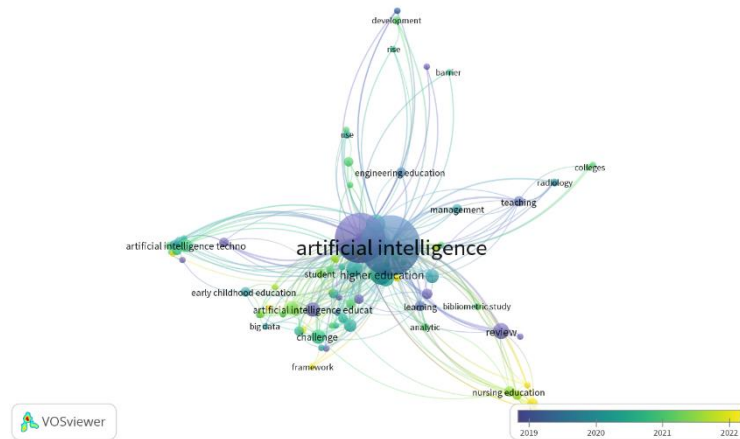 development
rise
barrier
rise
engineering education
colleges
radiology
teaching
management
artificial intelligence techno
artificial intelligence
student
higher education
early childhood education
artificial intelligence educat
learning
bibliometric study
big data
challenge
analytic
review
framework
nursing education
VOSviewer
2019
2020
2021
2022